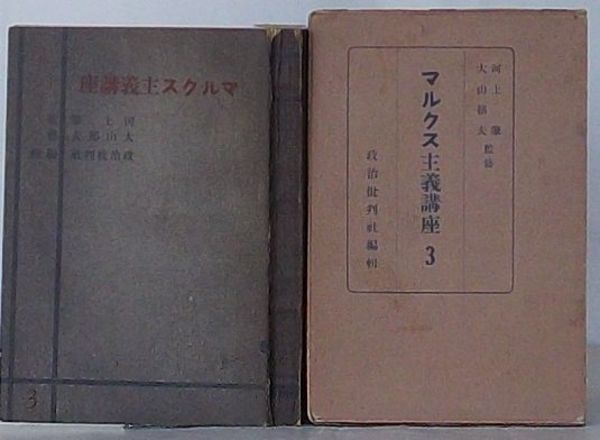 マルクス主義講座
河上肇
大山郁夫
政治批判社
3
河上肇
大山郁夫
監修
マルクス主義講座 3
政治批判社編輯